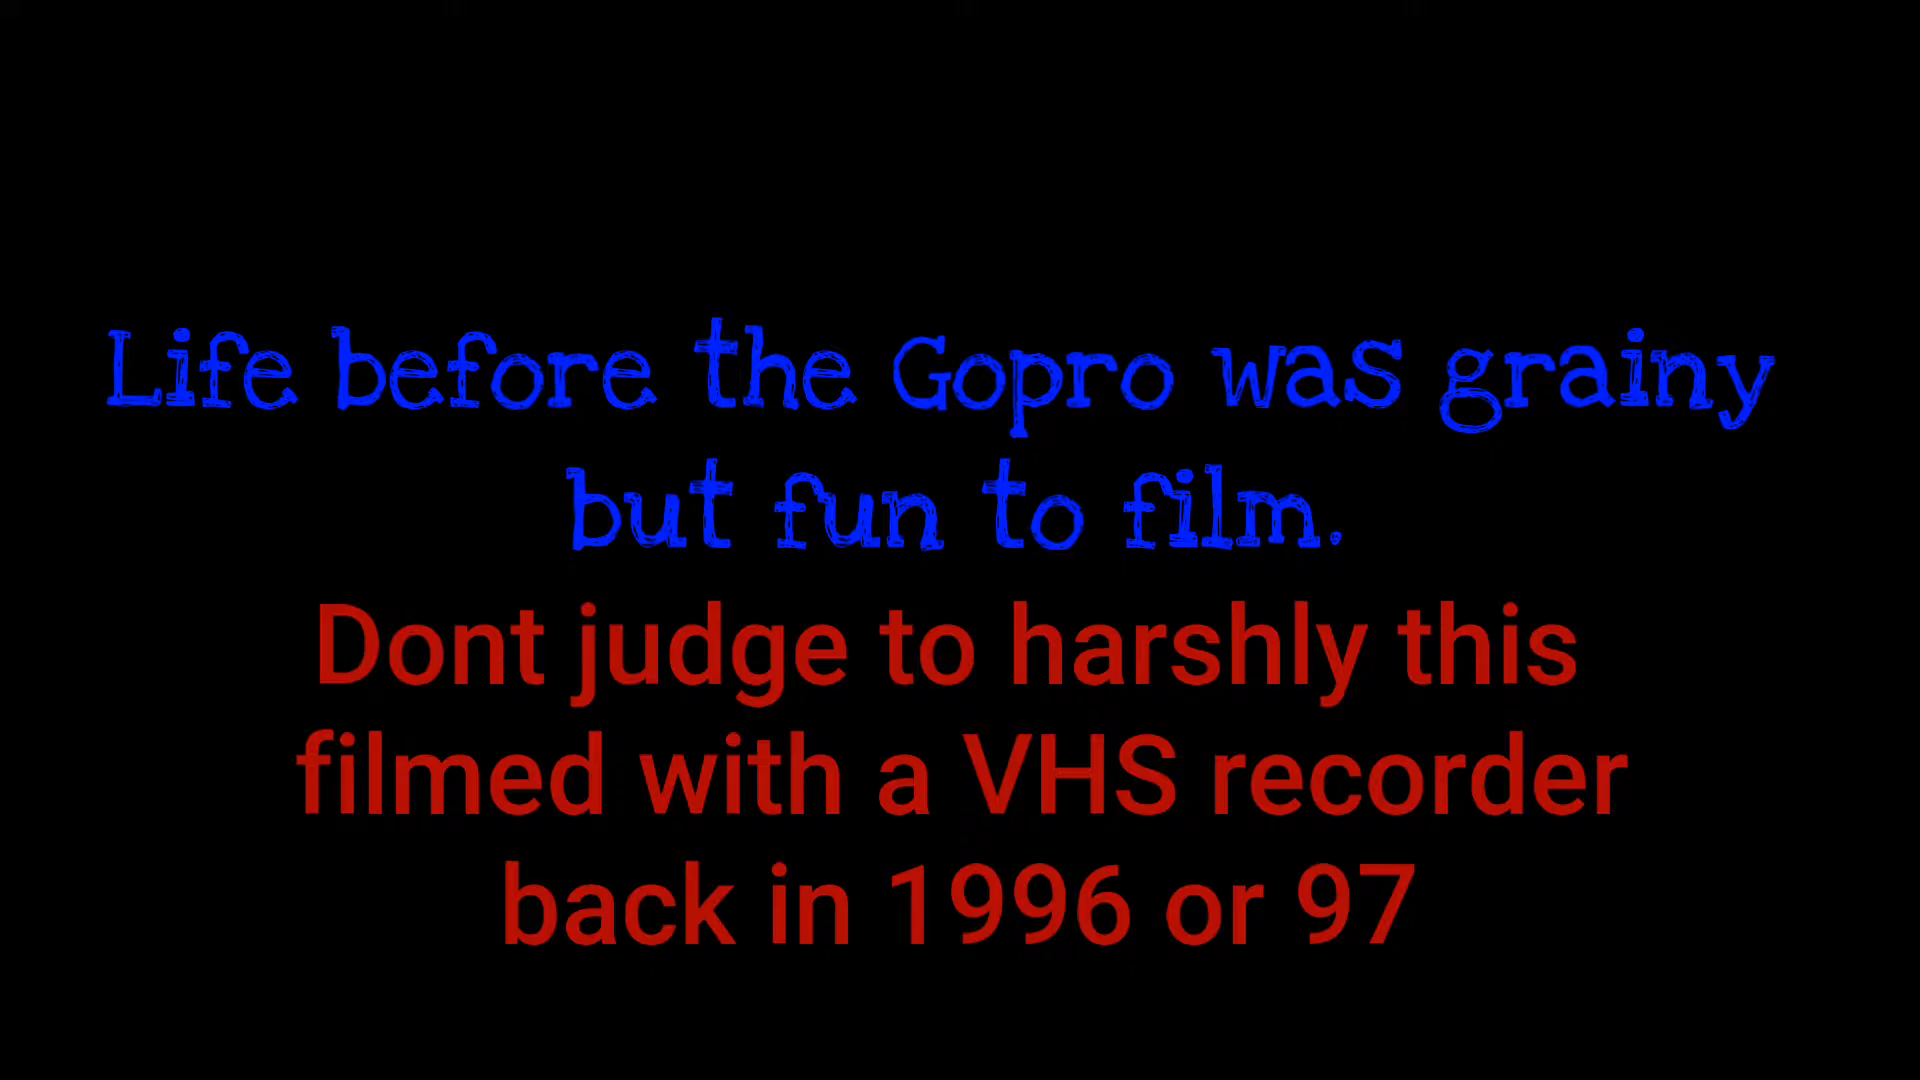 Life before the Gopro was grainy
but fun to film.
Dont judge to harshly this
filmed with a VHS recorder
back in 1996 or 97